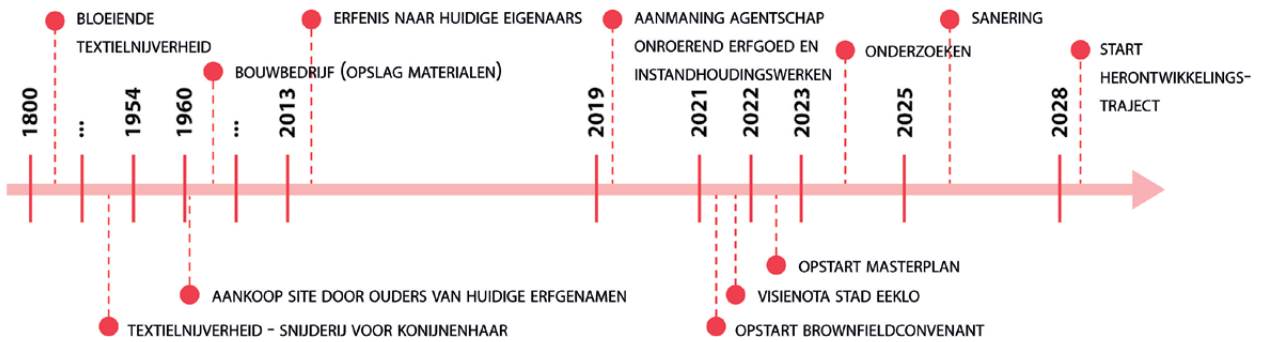 BLOEIENDE
TEXTIELNIJVERHEID
BOUWBEDRIJF (OPSLAG MATERIALEN)
ERFENIS NAAR HUIDIGE EIGENAARS
AANMANING AGENTSCHAP
ONROEREND ERFGOED EN
INSTANDHOUDINGSWERKEN
ONDERZOEKEN
SANERING
START
HERONTWIKKELINGS-
TRAJECT
1800
...
1954
1960
...
2013
2019
2021
2022
2023
2025
2028
OPSTART MASTERPLAN
AANKOOP SITE DOOR OUDERS VAN HUIDIGE ERFGENAMEN
VISIENOTA STAD EEKLO
TEXTIELNIJVERHEID - SNIJDERIJ VOOR KONIJNENHAAR
OPSTART BROWNFIELDCONVENANT